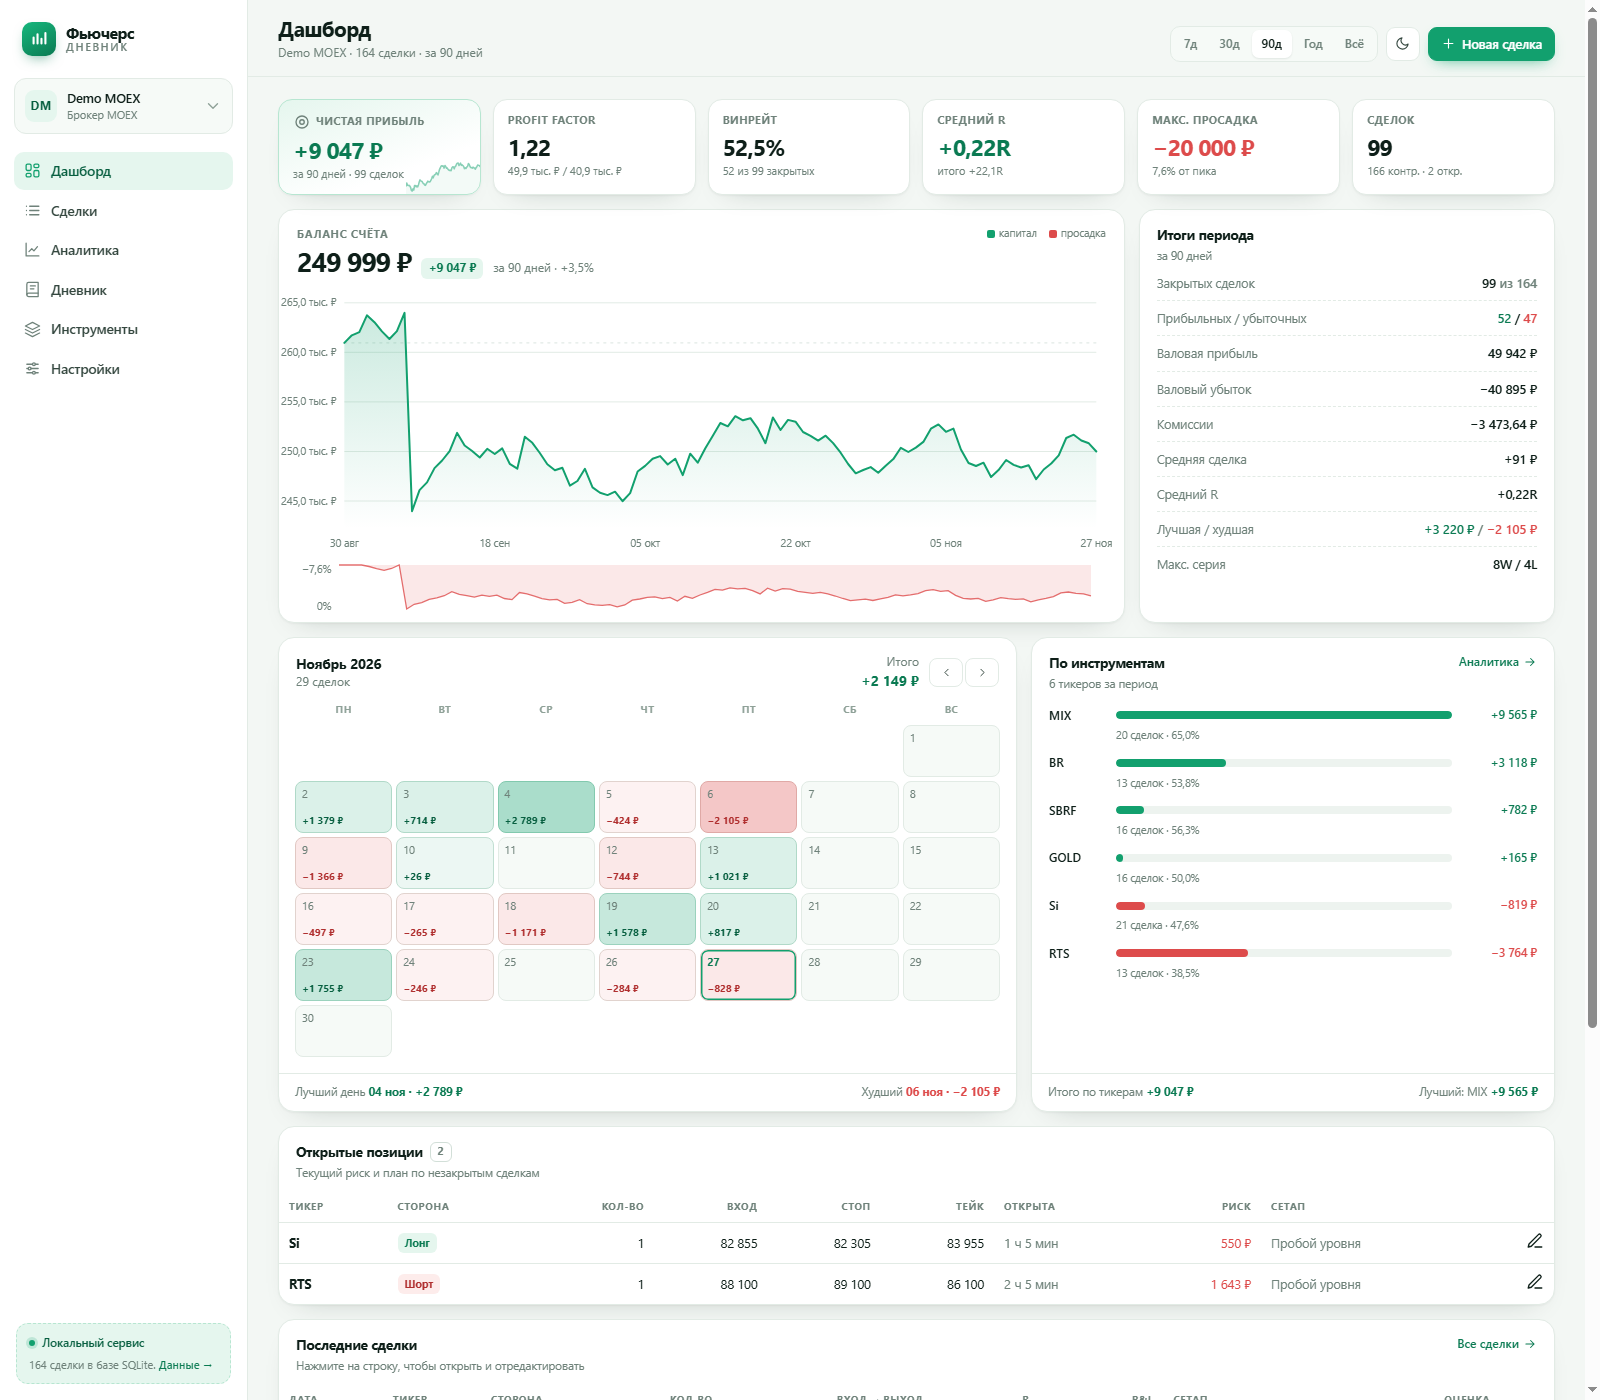 Фьючерс
ДНЕВНИК
DM
Demo MOEX
Брокер MOEX
Дашборд
Сделки
Аналитика
Дневник
Инструменты
Настройки
Локальный сервис
164 сделки в базе SQLite. Данные →
Дашборд
Demo MOEX · 164 сделки · за 90 дней
7д 30д 90д Год Всё
Новая сделка
ЧИСТАЯ ПРИБЫЛЬ
+9 047 ₽
за 90 дней · 99 сделок
PROFIT FACTOR
1,22
49,9 тыс. ₽ / 40,9 тыс. ₽
ВИНРЕЙТ
52,5%
52 из 99 закрытых
СРЕДНИЙ R
+0,22R
итого +22,1R
МАКС. ПРОСАДКА
−20 000 ₽
7,6% от пика
СДЕЛОК
99
166 контр. · 2 откр.
БАЛАНС СЧЁТА
капитал просадка
249 999 ₽ +9 047 ₽ за 90 дней · +3,5%
265,0 тыс. ₽
260,0 тыс. ₽
255,0 тыс. ₽
250,0 тыс. ₽
245,0 тыс. ₽
30 авг 18 сен 05 окт 22 окт 05 ноя 27 ноя
−7,6%
0%
Итоги периода
за 90 дней
Закрытых сделок 99 из 164
Прибыльных / убыточных 52 / 47
Валовая прибыль 49 942 ₽
Валовый убыток −40 895 ₽
Комиссии −3 473,64 ₽
Средняя сделка +91 ₽
Средний R +0,22R
Лучшая / худшая +3 220 ₽ / −2 105 ₽
Макс. серия 8W / 4L
Ноябрь 2026
29 сделок
Итого
+2 149 ₽
ПН ВТ СР ЧТ ПТ СБ ВС
1
2 3 4 5 6 7 8
+1 379 ₽ +714 ₽ +2 789 ₽ −424 ₽ −2 105 ₽
9 10 11 12 13 14 15
−1 366 ₽ +26 ₽ −744 ₽ +1 021 ₽
16 17 18 19 20 21 22
−497 ₽ −265 ₽ −1 171 ₽ +1 578 ₽ +817 ₽
23 24 25 26 27 28 29
+1 755 ₽ −246 ₽ −284 ₽ −828 ₽
30
Лучший день 04 ноя · +2 789 ₽ Худший 06 ноя · −2 105 ₽
По инструментам
Аналитика →
6 тикеров за период
MIX +9 565 ₽
20 сделок · 65,0%
BR +3 118 ₽
13 сделок · 53,8%
SBRF +782 ₽
16 сделок · 56,3%
GOLD +165 ₽
16 сделок · 50,0%
Si −819 ₽
21 сделка · 47,6%
RTS −3 764 ₽
13 сделок · 38,5%
Итого по тикерам +9 047 ₽ Лучший: MIX +9 565 ₽
Открытые позиции 2
Текущий риск и план по незакрытым сделкам
ТИКЕР СТОРОНА КОЛ-ВО ВХОД СТОП ТЕЙК ОТКРЫТА РИСК СЕТАП
Si Лонг 1 82 855 82 305 83 955 1 ч 5 мин 550 ₽ Пробой уровня
RTS Шорт 1 88 100 89 100 86 100 2 ч 5 мин 1 643 ₽ Пробой уровня
Последние сделки
Все сделки →
Нажмите на строку, чтобы открыть и отредактировать
ДАТА ТИКЕР СТОРОНА КОЛ-ВО ВХОД → ВЫХОД R P&L СЕТАП ОЦЕНКА